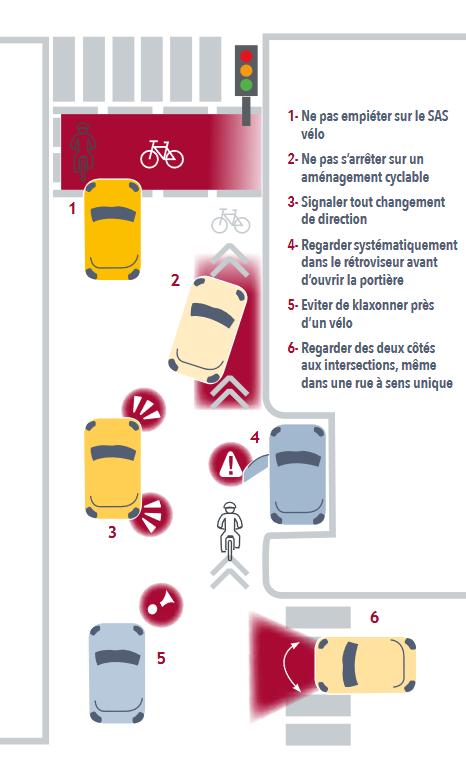 1- Ne pas empiéter sur le SAS
vélo
2- Ne pas s'arrêter sur un
aménagement cyclable
3- Signaler tout changement
de direction
4- Regarder systématiquement
dans le rétroviseur avant
d'ouvrir la portière
5- Eviter de klaxonner près
d'un vélo
6- Regarder des deux côtés
aux intersections, même
dans une rue à sens unique
1
2
3
4
5
6